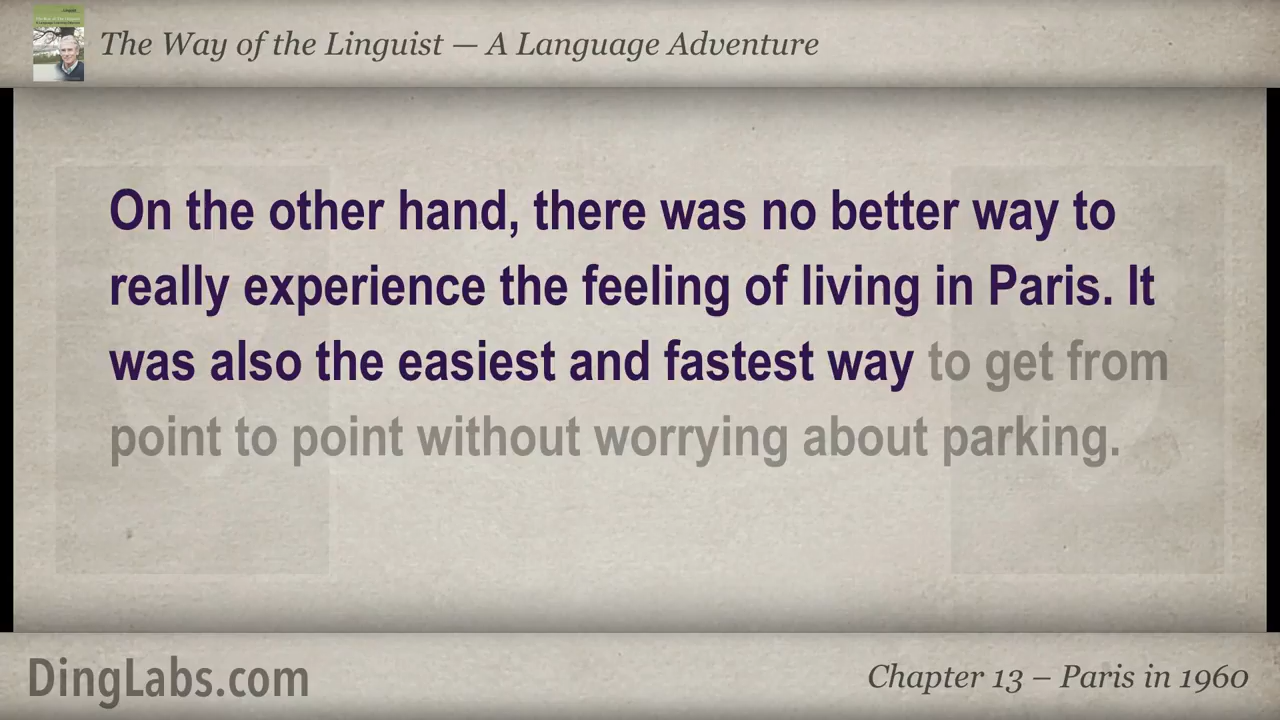 The Way of the Linguist — A Language Adventure
On the other hand, there was no better way to
really experience the feeling of living in Paris. It
was also the easiest and fastest way to get from
point to point without worrying about parking.
DingLabs.com
Chapter 13 – Paris in 1960